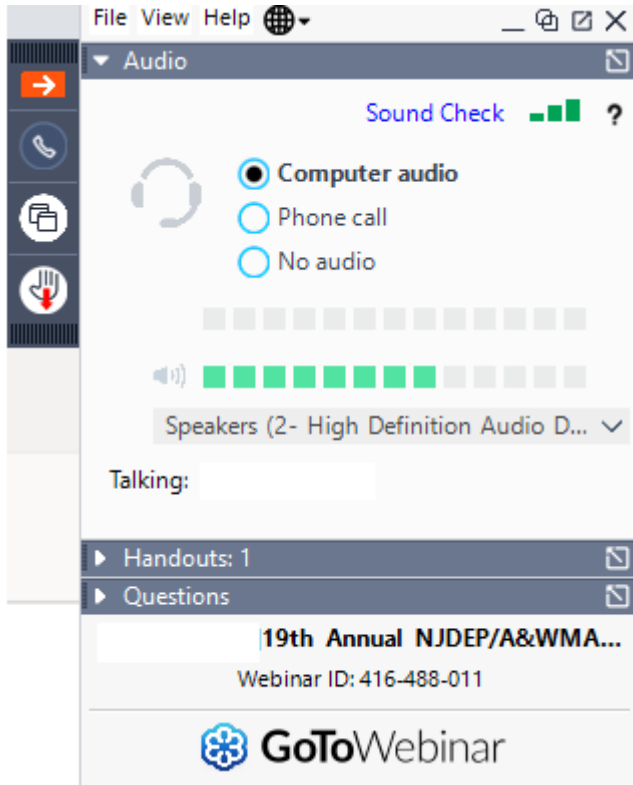 File View Help
Audio
Sound Check ?
Computer audio
Phone call
No audio
Speakers (2- High Definition Audio D...
Talking:
Handouts: 1
Questions
19th Annual NJDEP/A&WMA...
Webinar ID: 416-488-011
GoToWebinar